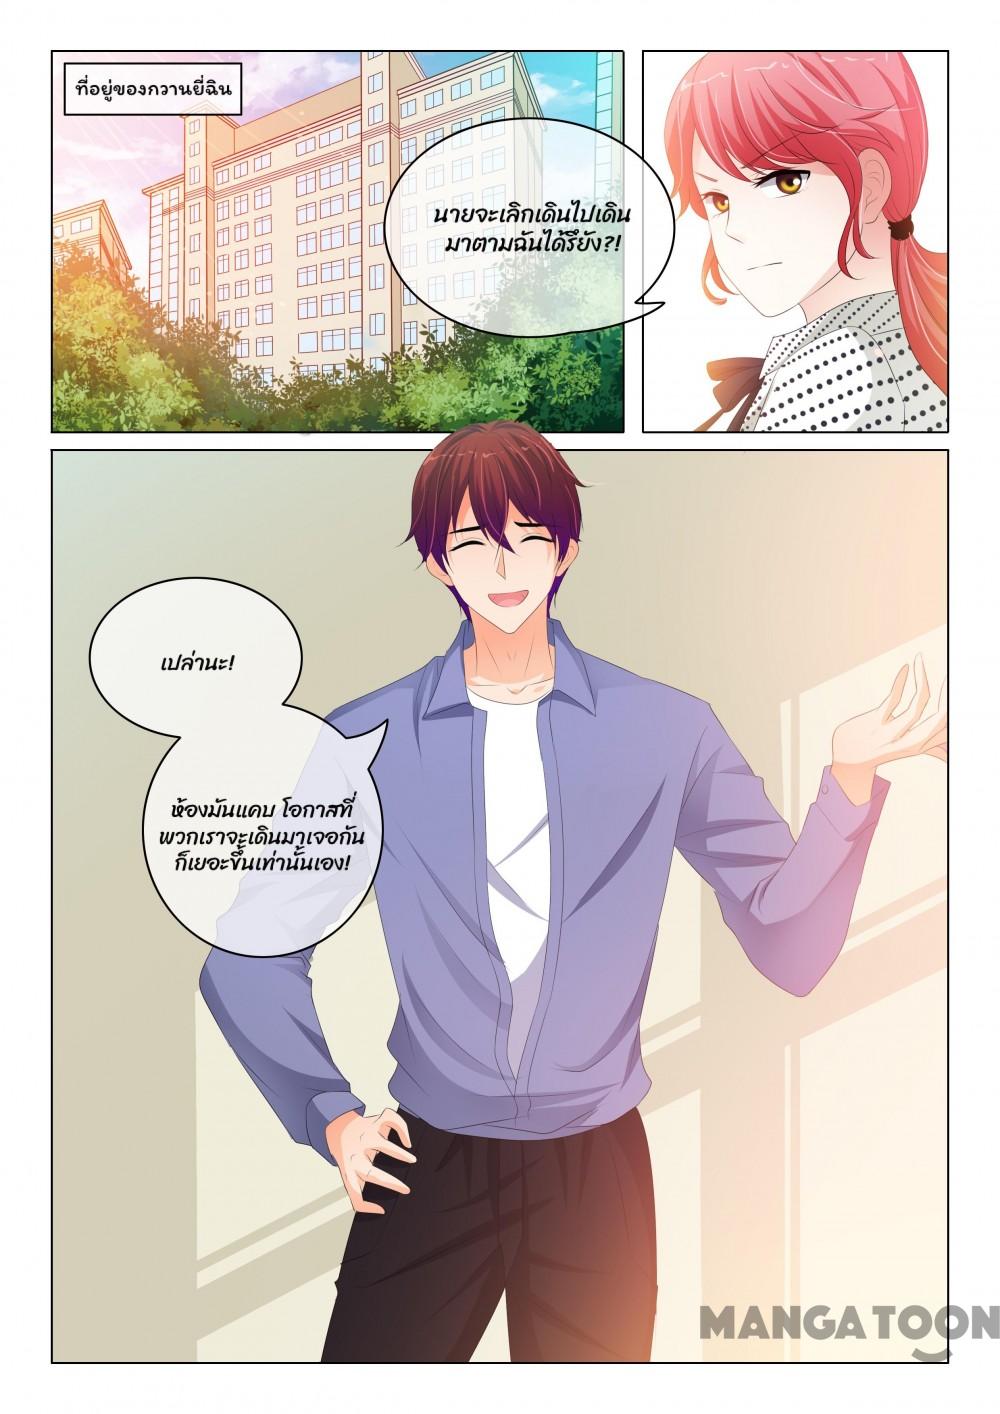 ที่อยู่ของกวานยี่ฉิน
นายจะเลิกเดินไปเดิน
มาตามฉันได้รึยัง?!
เปล่านะ!
ห้องมันแคบ โอกาสที่
พวกเราจะเดินมาเจอกัน
ก็เยอะขึ้นเท่านั้นเอง!
MANGATOON